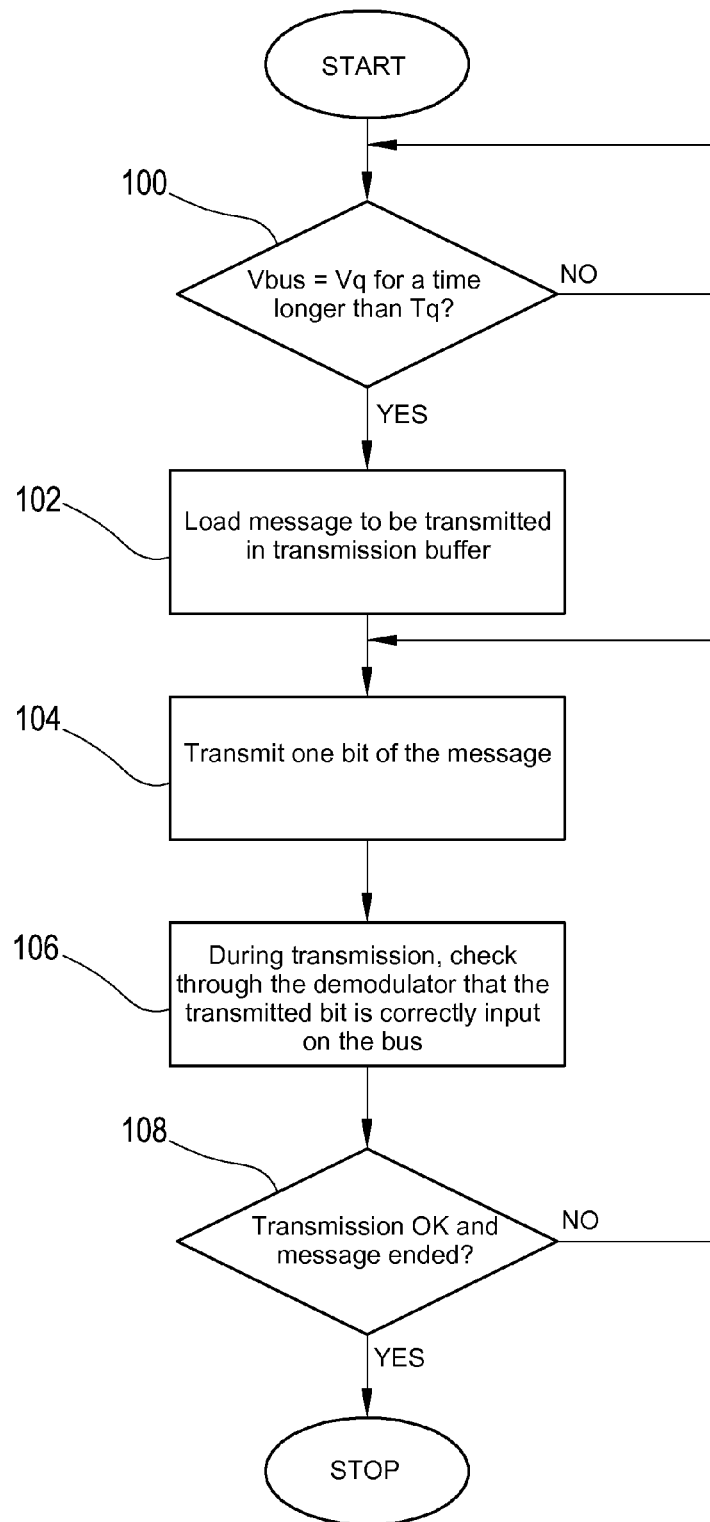 START
100
Vbus = Vq for a time
longer than Tq?
NO
YES
102
Load message to be transmitted
in transmission buffer
104
Transmit one bit of the message
106
During transmission, check
through the demodulator that the
transmitted bit is correctly input
on the bus
108
Transmission OK and
message ended?
NO
YES
STOP